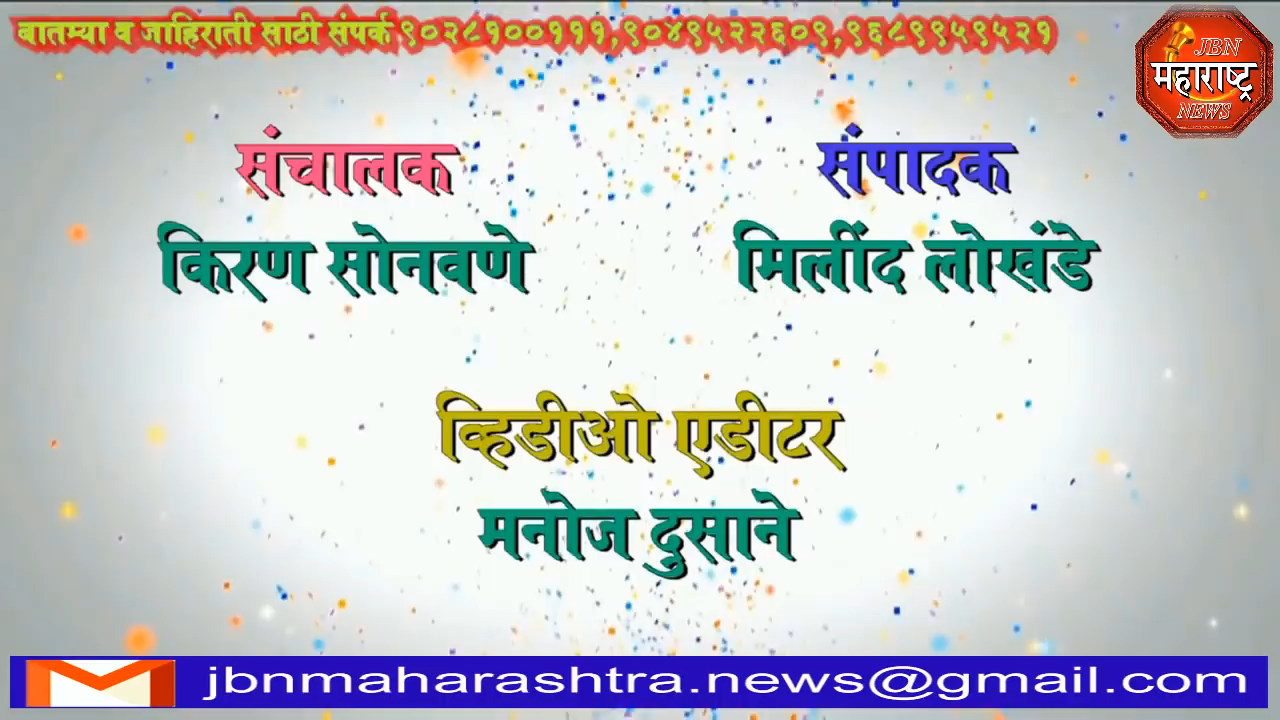 बातम्या व जाहिराती साठी संपर्क ९०२८१००१११,९०४९५२२६०९,९६८९९५९५२१
JBN
महाराष्ट्र
NEWS
संचालक
संपादक
किरण सोनवणे
मिलींद लोखंडे
व्हिडीओ एडीटर
मनोज दुसाने
jbnmaharashtra.news@gmail.com